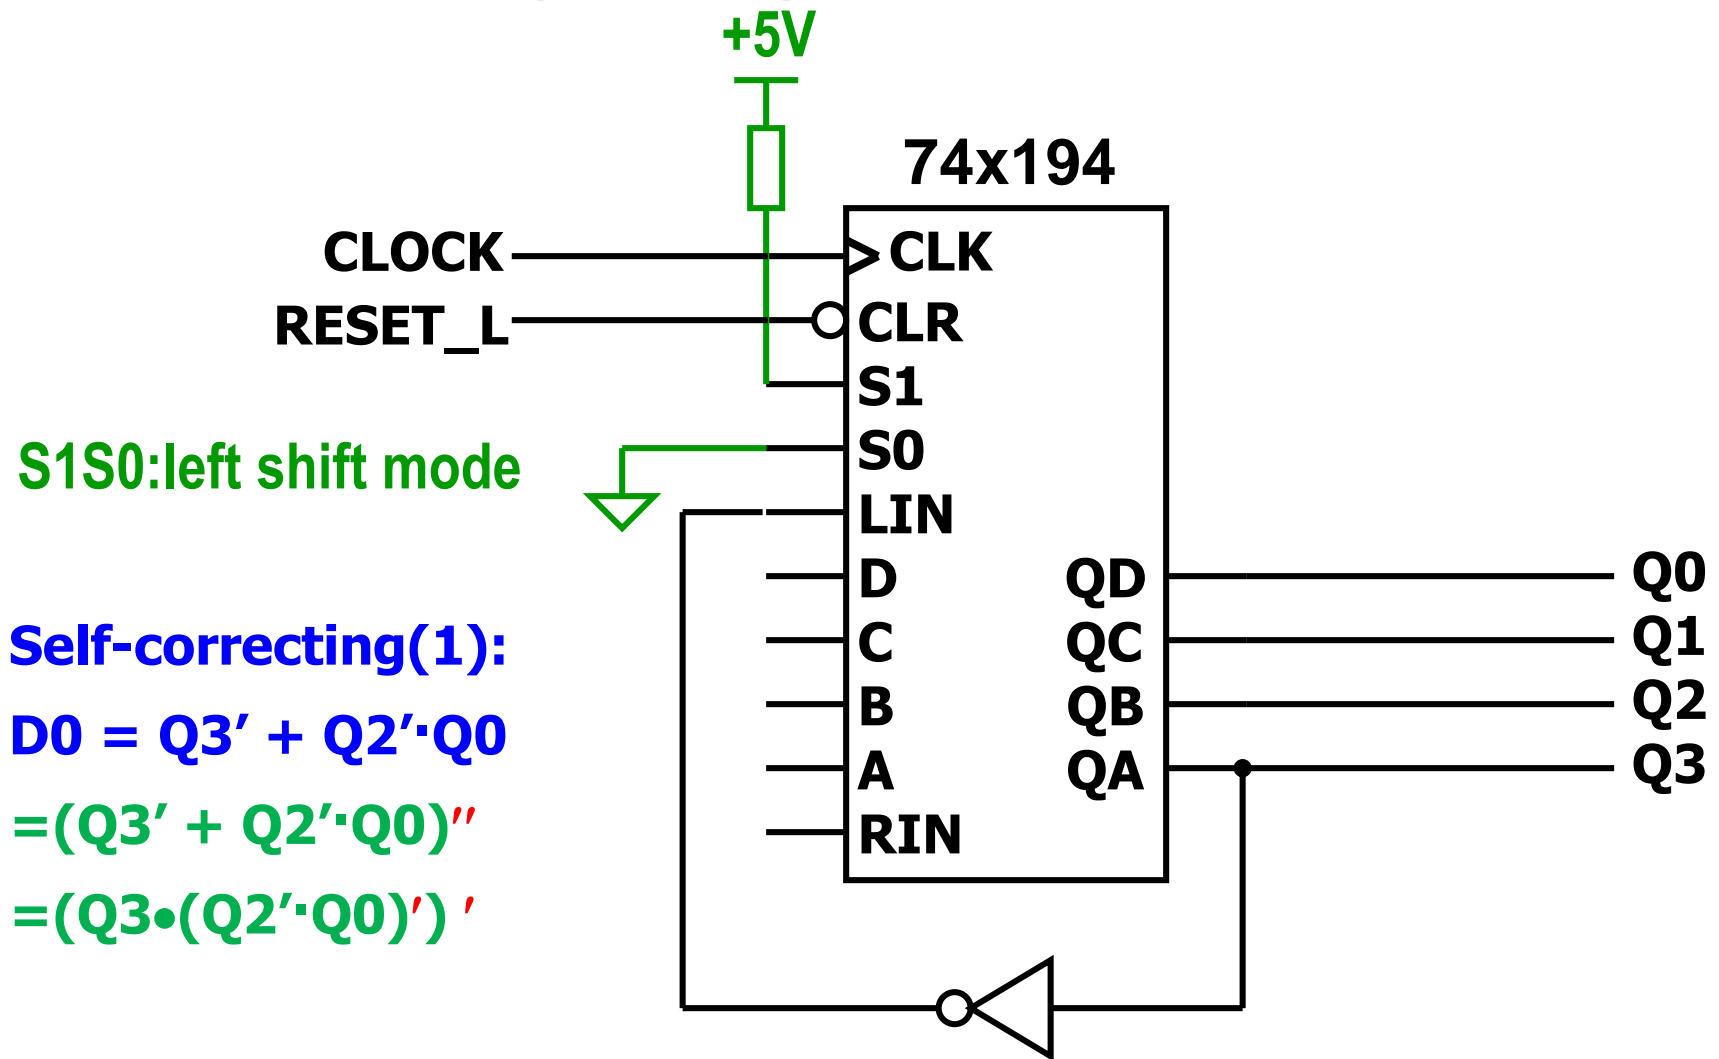 +5V
74x194
CLOCK
CLK
RESET_L
CLR
S1
S1S0:left shift mode
S0
LIN
D
QD
Q0
C
QC
Q1
B
QB
Q2
A
QA
Q3
RIN
Self-correcting(1):
D0 = Q3′ + Q2′·Q0
=(Q3′ + Q2′·Q0)′′
=(Q3•(Q2′·Q0)′) ′